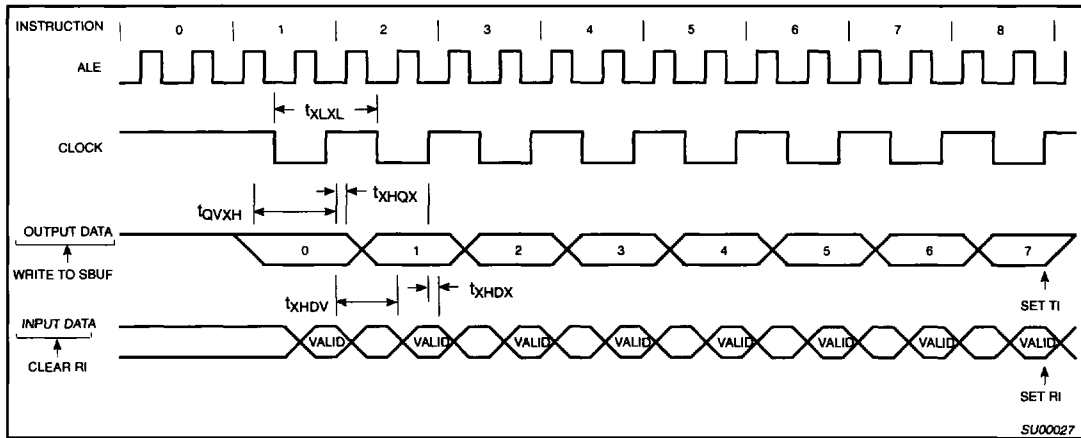 INSTRUCTION 0 1 2 3 4 5 6 7 8
ALE
tXLXL
CLOCK
tQVXH tXHQX
OUTPUT DATA 0 1 2 3 4 5 6 7
WRITE TO SBUF
tXHDV tXHDX
SET TI
INPUT DATA VALID VALID VALID VALID VALID VALID VALID VALID
CLEAR RI
SET RI
SU00027